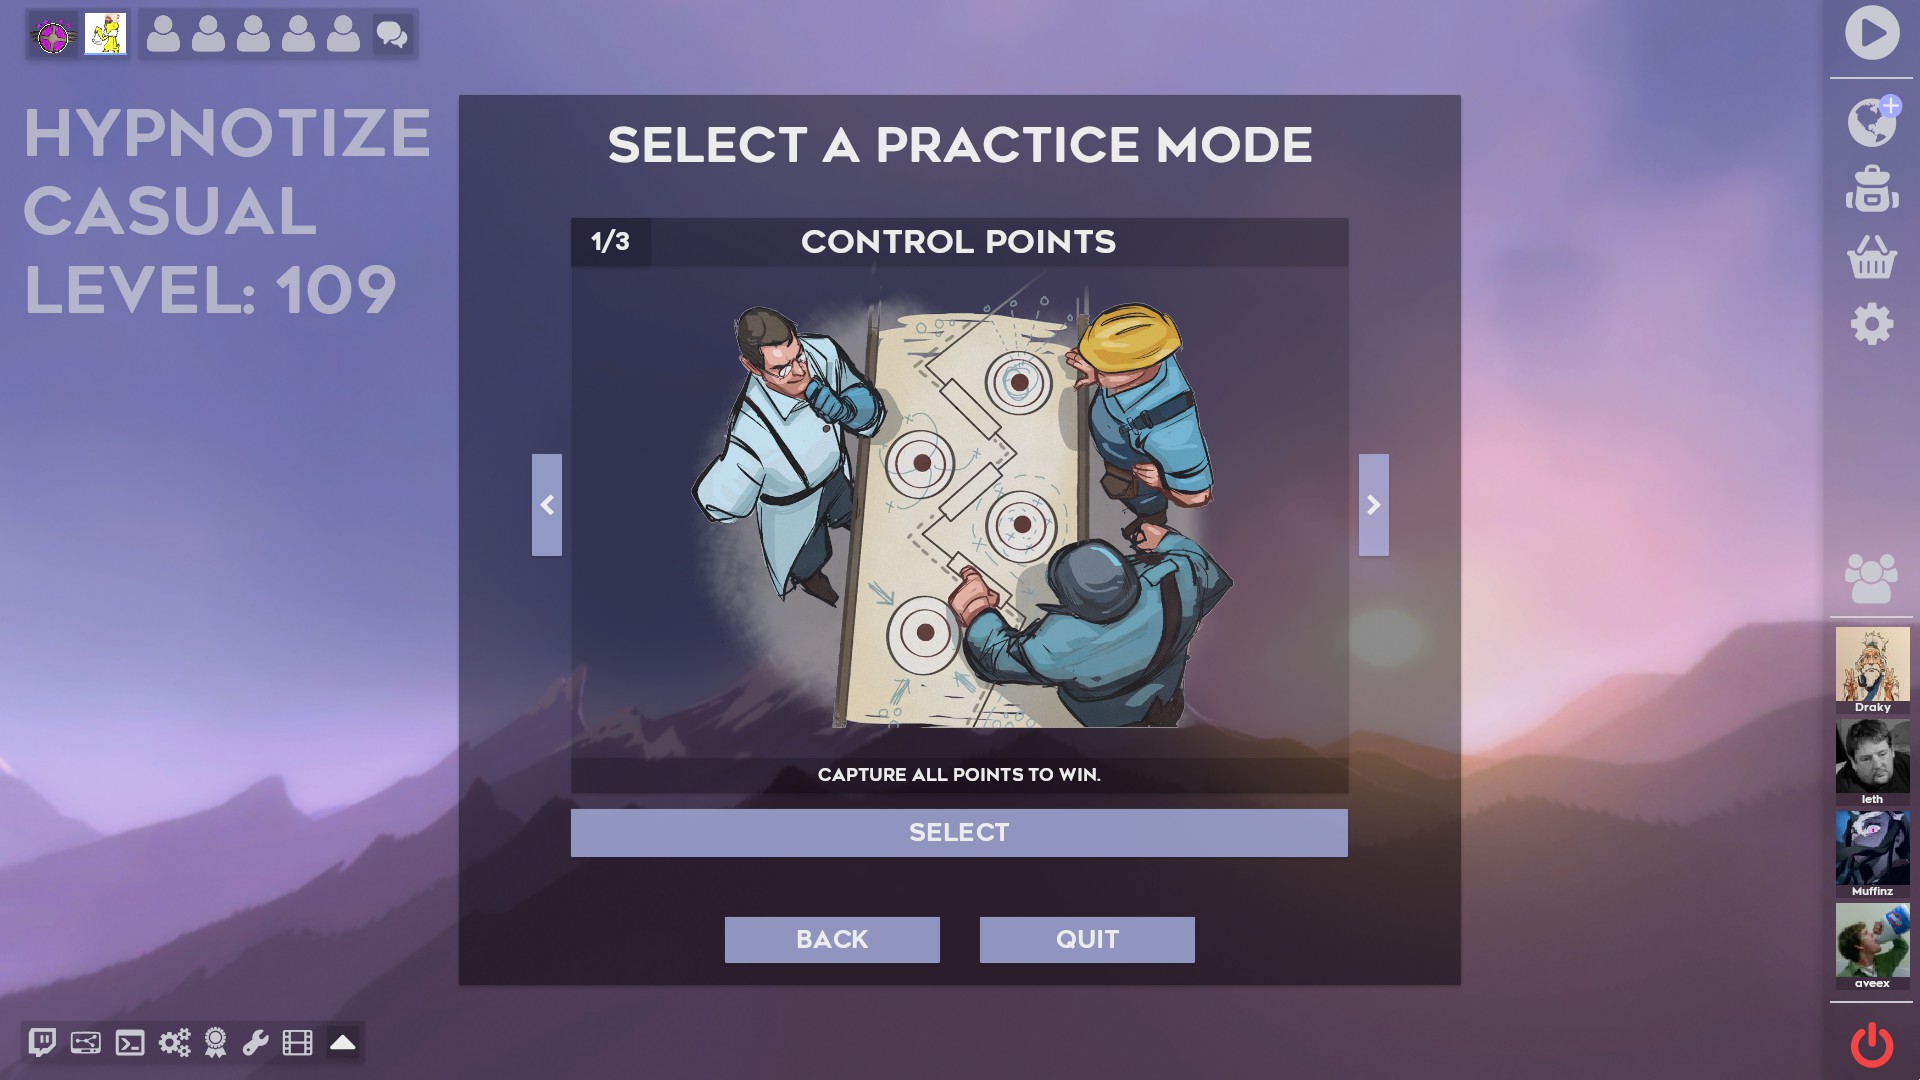 HYPNOTIZE
CASUAL
LEVEL: 109
SELECT A PRACTICE MODE
1/3
CONTROL POINTS
CAPTURE ALL POINTS TO WIN.
SELECT
BACK
QUIT
Draky
leth
Muffinz
aveex